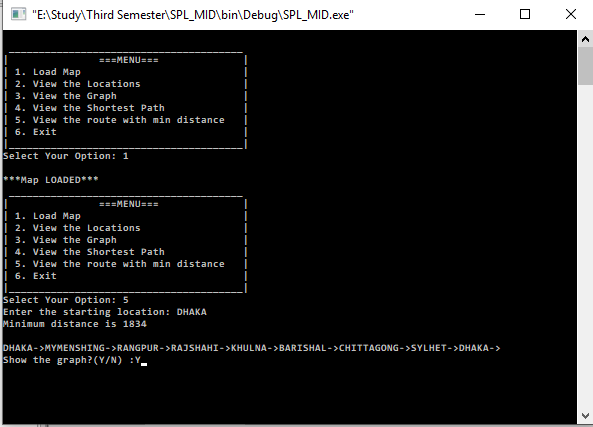 "E:\Study\Third Semester\SPL_MID\bin\Debug\SPL_MID.exe"
===MENU===
1. Load Map
2. View the Locations
3. View the Graph
4. View the Shortest Path
5. View the route with min distance
6. Exit
Select Your Option: 1
***Map LOADED***
===MENU===
1. Load Map
2. View the Locations
3. View the Graph
4. View the Shortest Path
5. View the route with min distance
6. Exit
Select Your Option: 5
Enter the starting location: DHAKA
Minimum distance is 1834
DHAKA->MYMENSHING->RANGPUR->RAJSHAHI->KHULNA->BARISHAL->CHITTAGONG->SYLHET->DHAKA->
Show the graph?(Y/N) :Y